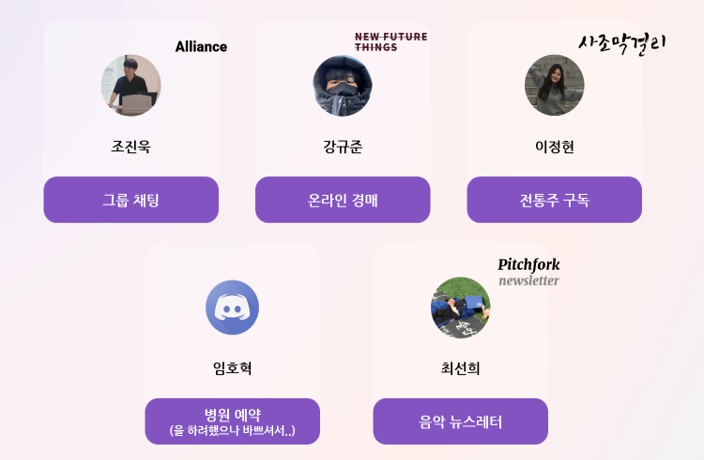 Alliance
NEW FUTURE
THINGS
사조막걸리
조진욱
강규준
이정현
그룹 채팅
온라인 경매
전통주 구독
Pitchfork
newsletter
임호혁
최선희
병원 예약
(을 하려했으나 바쁘셔서..)
음악 뉴스레터